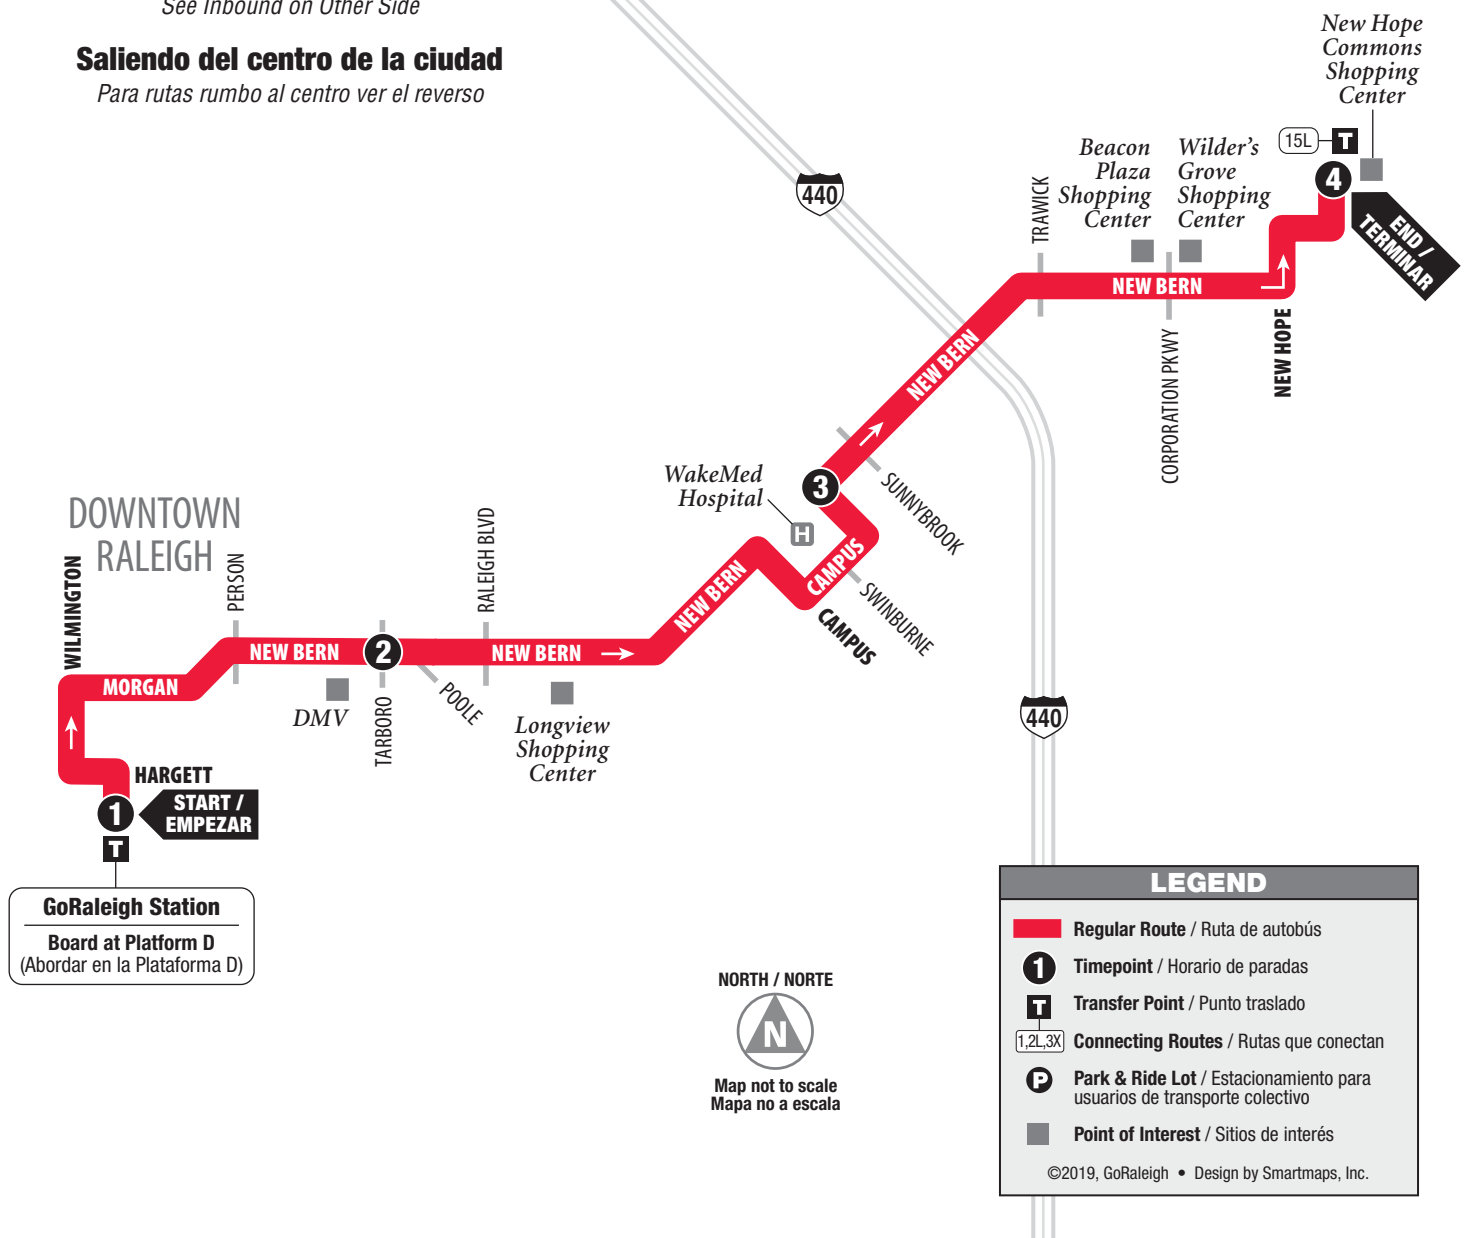 See Inbound on Other Side
Saliendo del centro de la ciudad
Para rutas rumbo al centro ver el reverso
New Hope
Commons
Shopping
Center
15L
T
4
END /
TERMINAR
Beacon
Plaza
Shopping
Center
Wilder's
Grove
Shopping
Center
440
TRAWICK
NEW BERN
CORPORATION PKWY
NEW HOPE
NEW BERN
WakeMed
Hospital
H
3
SUNNYBROOK
CAMPUS
SWINBURNE
CAMPUS
NEW BERN
DOWNTOWN
RALEIGH
WILMINGTON
PERSON
RALEIGH BLVD
NEW BERN
2
NEW BERN
MORGAN
DMV
TARBORO
POOLE
Longview
Shopping
Center
440
HARGETT
1
START /
EMPEZAR
T
GoRaleigh Station
Board at Platform D
(Abordar en la Plataforma D)
NORTH / NORTE
N
Map not to scale
Mapa no a escala
LEGEND
Regular Route / Ruta de autobús
1 Timepoint / Horario de paradas
T Transfer Point / Punto traslado
1,2L,3X Connecting Routes / Rutas que conectan
P Park & Ride Lot / Estacionamiento para
usuarios de transporte colectivo
Point of Interest / Sitios de interés
©2019, GoRaleigh • Design by Smartmaps, Inc.